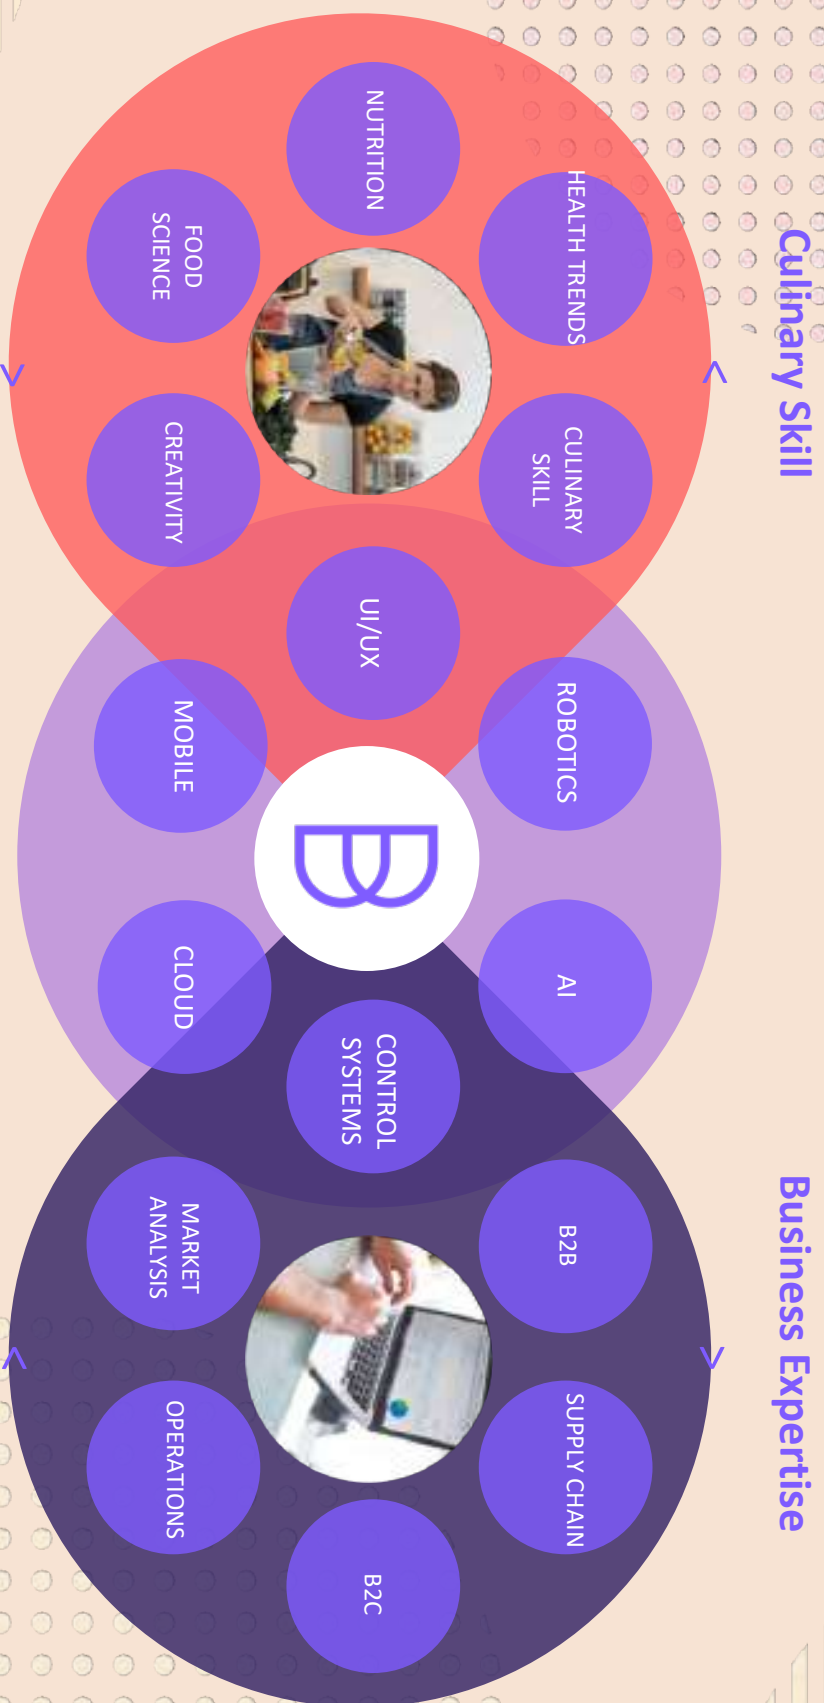 Culinary Skill
Business Expertise
HEALTH TRENDS
CULINARY
SKILL
NUTRITION
FOOD
SCIENCE
CREATIVITY
UI/UX
ROBOTICS
MOBILE
AI
CLOUD
CONTROL
SYSTEMS
B2B
SUPPLY CHAIN
MARKET
ANALYSIS
OPERATIONS
B2C